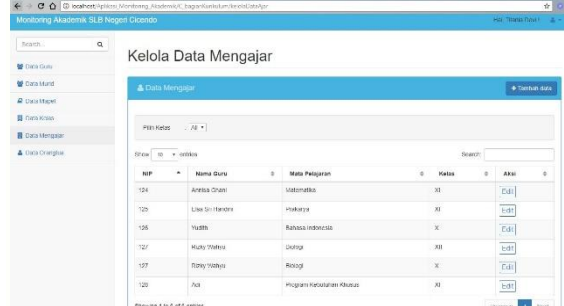 localhost/Aplikasi_Monitoring_Akademik/C_bagianKurikulum/kelolaDataAjar
Monitoring Akademik SLB Negeri Cicendo
Search...
Data Guru
Data Murid
Data Mapel
Data Kelas
Data Mengajar
Data Orangtua
Kelola Data Mengajar
Data Mengajar
+ Tambah data
Pilih Kelas : All
Show 10 entries Search:
NIP Nama Guru Mata Pelajaran Kelas Aksi
124 Annisa Ghani Matematika XI Edit
125 Lisa Sri Handini Prakarya XI Edit
126 Yudith Bahasa Indonesia X Edit
127 Rizky Wahyu Biologi XII Edit
127 Rizky Wahyu Biologi X Edit
128 Adi Program Kebutuhan Khusus XI Edit